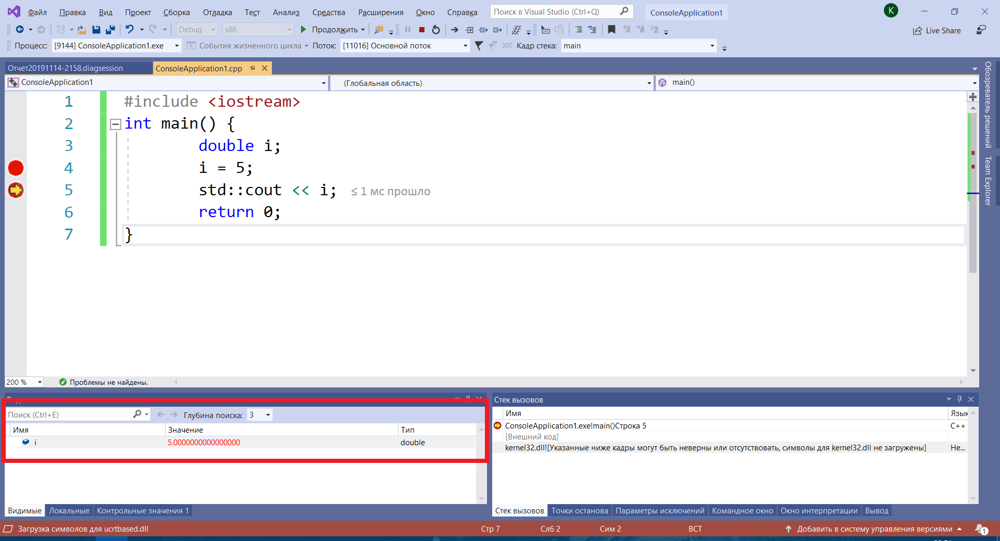 Файл Правка Вид Проект Сборка Отладка Тест Анализ Средства Расширения Окно Справка Поиск в Visual Studio (Ctrl+Q) ConsoleApplication1 K
Debug x86 Продолжить Live Share
Процесс: [9144] ConsoleApplication1.exe События жизненного цикла Поток: [11016] Основной поток Кадр стека: main
Отчет20191114-2158.diagsession ConsoleApplication1.cpp
ConsoleApplication1 (Глобальная область) main()
1 #include <iostream>
2 int main() {
3 double i;
4 i = 5;
5 std::cout << i; ≤ 1 мс прошло
6 return 0;
7 }
Обозреватель решений
Team Explorer
200 % Проблемы не найдены.
Поиск (Ctrl+E) Глубина поиска: 3
Имя Значение Тип
i 5.0000000000000000 double
Видимые Локальные Контрольные значения 1
Стек вызовов
Имя Язык
ConsoleApplication1.exe!main()Строка 5 C++
[Внешний код]
kernel32.dll![Указанные ниже кадры могут быть неверны или отсутствовать, символы для kernel32.dll не загружены] Не...
Стек вызовов Точки останова Параметры исключений Командное окно Окно интерпретации Вывод
Загрузка символов для ucrtbased.dll Стр 7 Слб 2 Сим 2 ВСТ Добавить в систему управления версиями 1